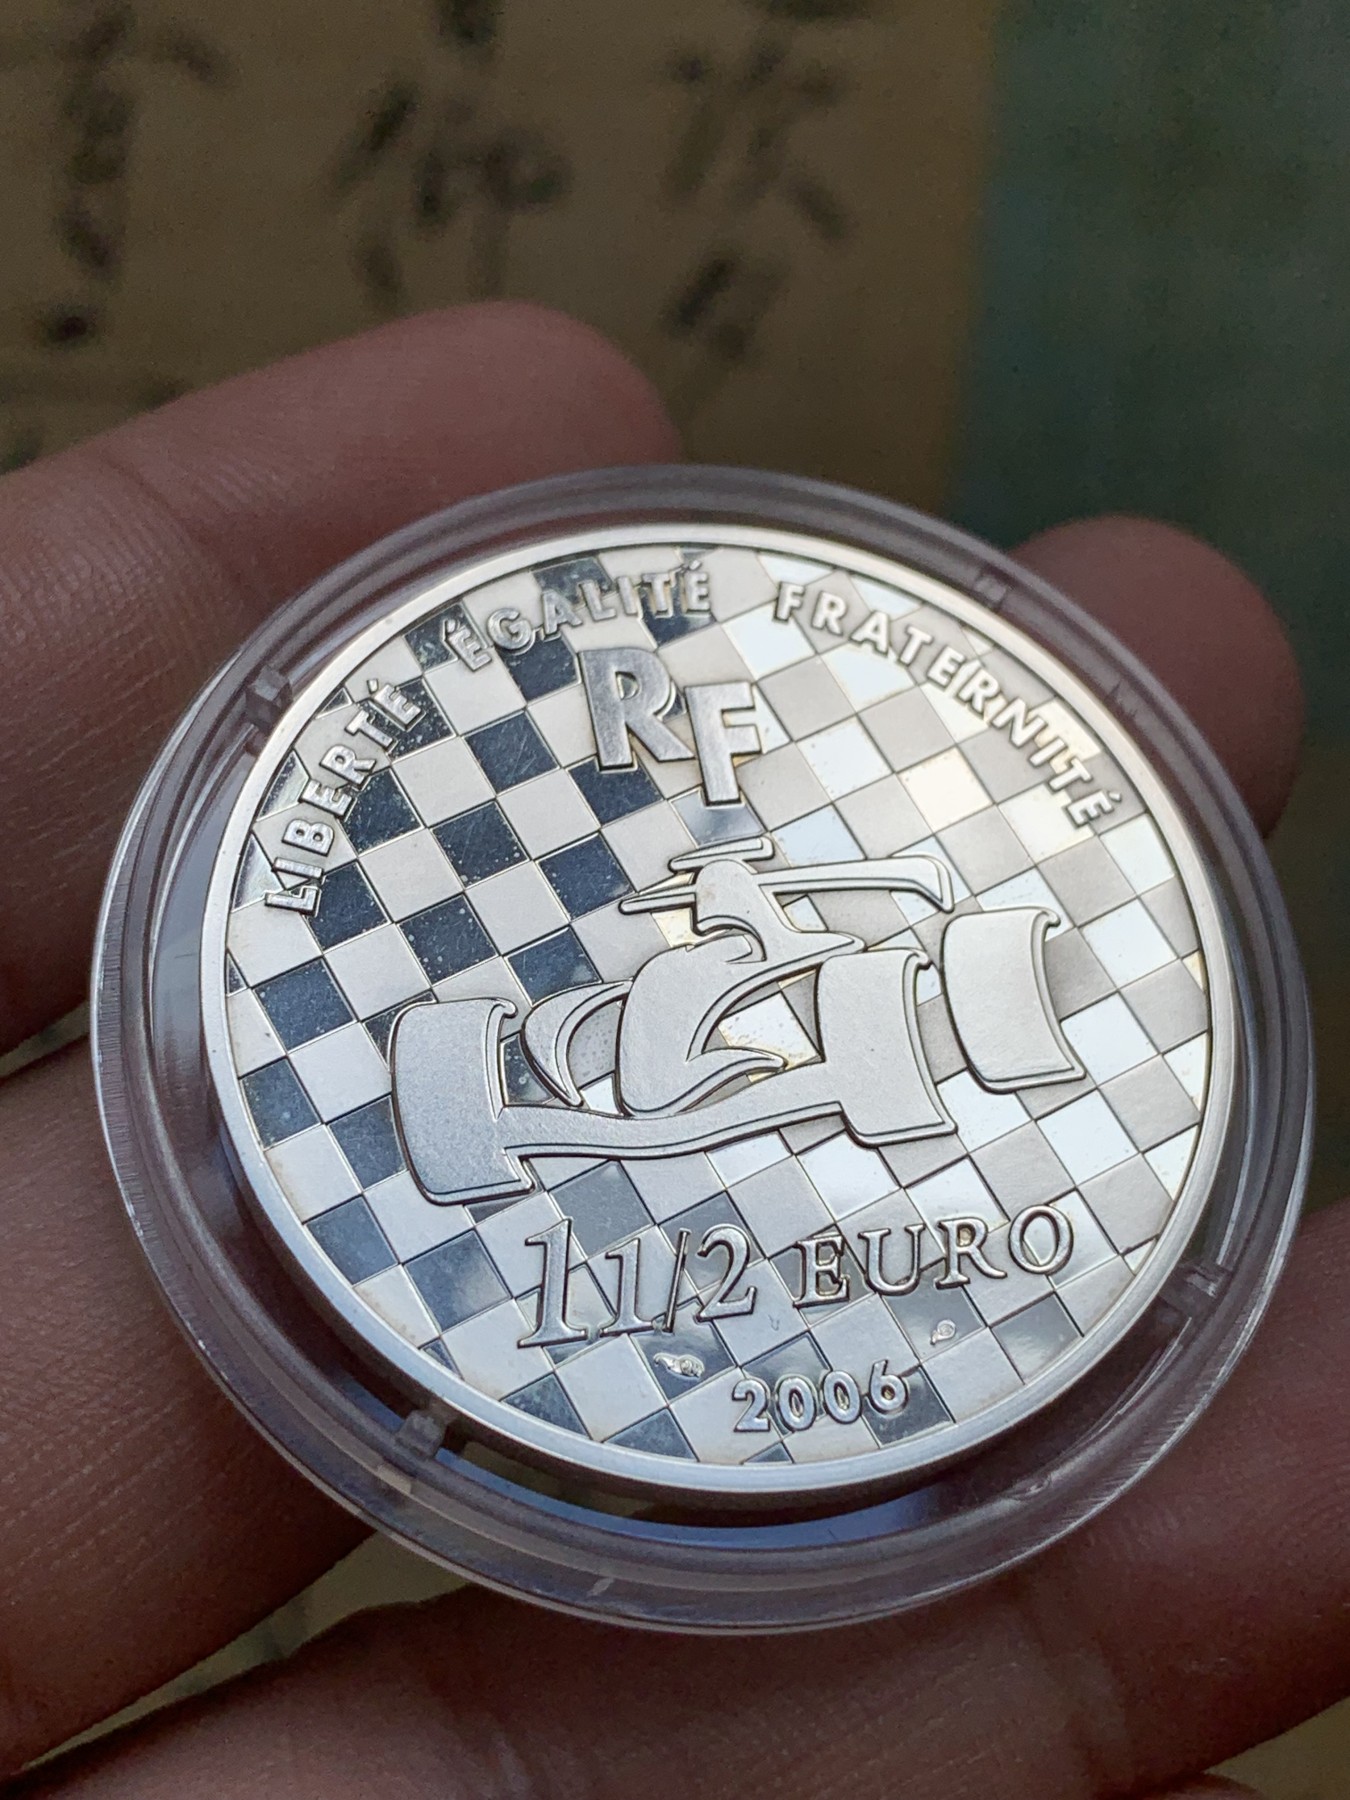 LIBERTÉ ÉGALITÉ FRATERNITÉ
RF
1 1/2 EURO
2006